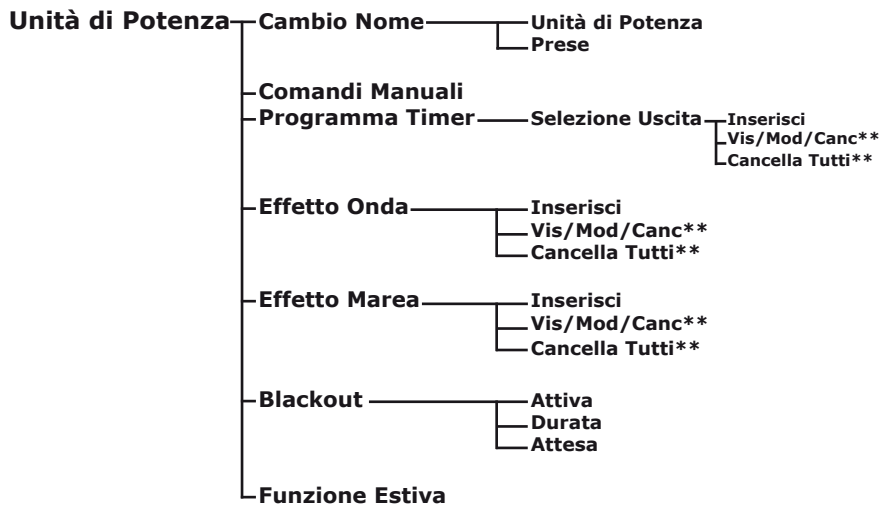 Unità di Potenza Cambio Nome Unità di Potenza
Prese
Comandi Manuali
Programma Timer Selezione Uscita Inserisci
Vis/Mod/Canc**
Cancella Tutti**
Effetto Onda Inserisci
Vis/Mod/Canc**
Cancella Tutti**
Effetto Marea Inserisci
Vis/Mod/Canc**
Cancella Tutti**
Blackout Attiva
Durata
Attesa
Funzione Estiva